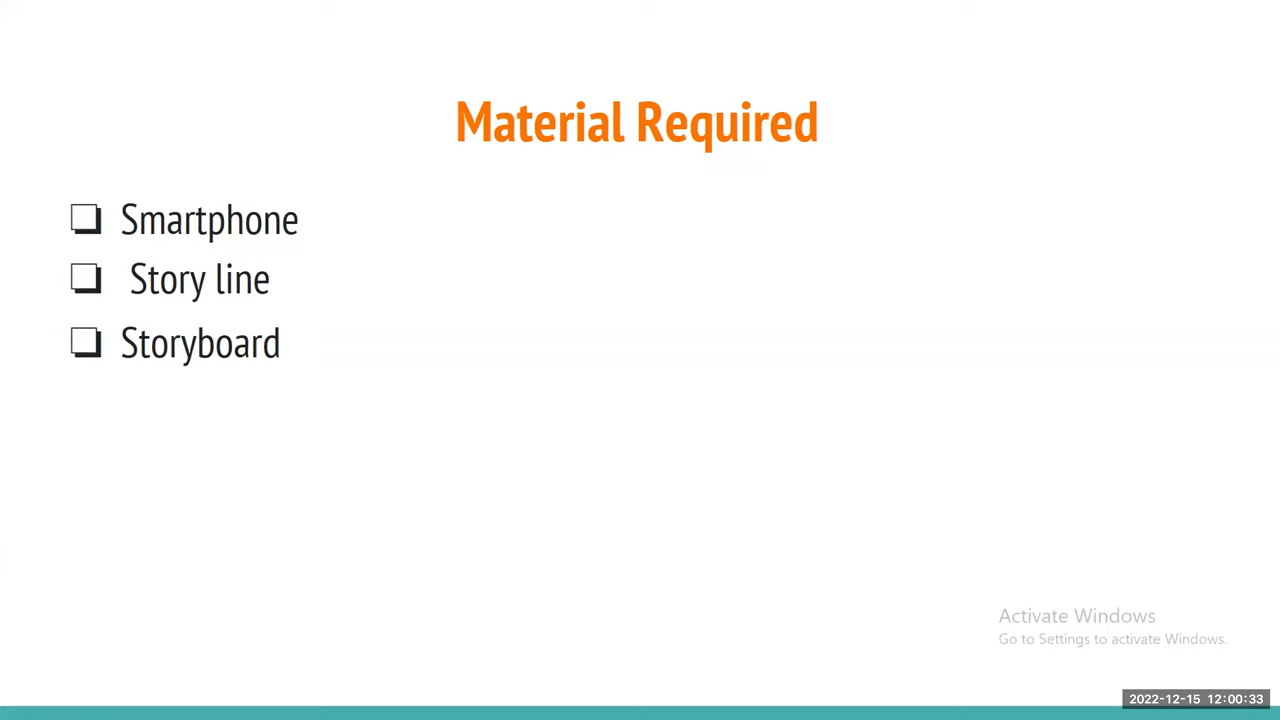 Material Required
Smartphone
Story line
Storyboard
Activate Windows
Go to Settings to activate Windows.
2022-12-15 12:00:33